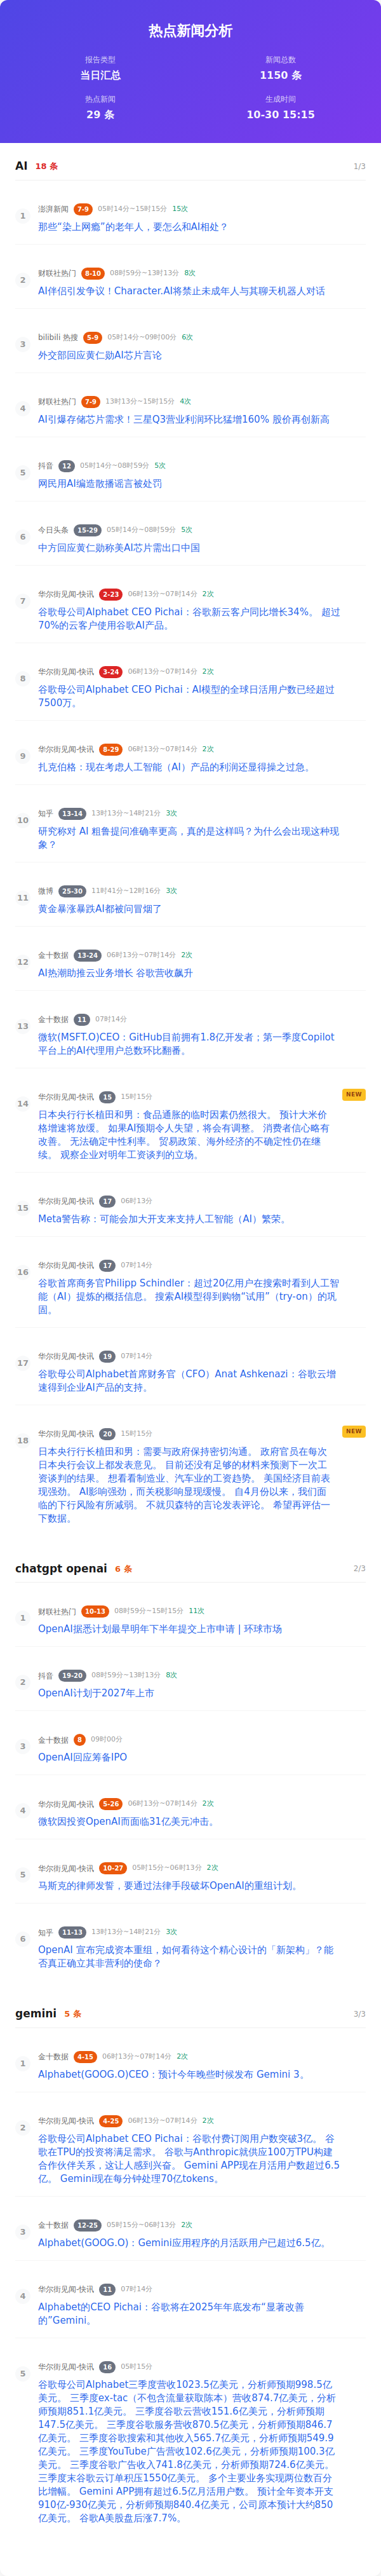 热点新闻分析
报告类型
当日汇总
新闻总数
1150 条
热点新闻
29 条
生成时间
10-30 15:15
AI 18 条 1/3
1
澎湃新闻 7-9 05时14分~15时15分 15次
那些“染上网瘾”的老年人，要怎么和AI相处？
2
财联社热门 8-10 08时59分~13时13分 8次
AI伴侣引发争议！Character.AI将禁止未成年人与其聊天机器人对话
3
bilibili 热搜 5-9 05时14分~09时00分 6次
外交部回应黄仁勋AI芯片言论
4
财联社热门 7-9 13时13分~15时15分 4次
AI引爆存储芯片需求！三星Q3营业利润环比猛增160% 股价再创新高
5
抖音 12 05时14分~08时59分 5次
网民用AI编造散播谣言被处罚
6
今日头条 15-29 05时14分~08时59分 5次
中方回应黄仁勋称美AI芯片需出口中国
7
华尔街见闻-快讯 2-23 06时13分~07时14分 2次
谷歌母公司Alphabet CEO Pichai：谷歌新云客户同比增长34%。 超过
70%的云客户使用谷歌AI产品。
8
华尔街见闻-快讯 3-24 06时13分~07时14分 2次
谷歌母公司Alphabet CEO Pichai：AI模型的全球日活用户数已经超过
7500万。
9
华尔街见闻-快讯 8-29 06时13分~07时14分 2次
扎克伯格：现在考虑人工智能（AI）产品的利润还显得操之过急。
10
知乎 13-14 13时13分~14时21分 3次
研究称对 AI 粗鲁提问准确率更高，真的是这样吗？为什么会出现这种现
象？
11
微博 25-30 11时41分~12时16分 3次
黄金暴涨暴跌AI都被问冒烟了
12
金十数据 13-24 06时13分~07时14分 2次
AI热潮助推云业务增长 谷歌营收飙升
13
金十数据 11 07时14分
微软(MSFT.O)CEO：GitHub目前拥有1.8亿开发者；第一季度Copilot
平台上的AI代理用户总数环比翻番。
14
华尔街见闻-快讯 15 15时15分 NEW
日本央行行长植田和男：食品通胀的临时因素仍然很大。 预计大米价
格增速将放缓。 如果AI预期令人失望，将会有调整。 消费者信心略有
改善。 无法确定中性利率。 贸易政策、海外经济的不确定性仍在继
续。 观察企业对明年工资谈判的立场。
15
华尔街见闻-快讯 17 06时13分
Meta警告称：可能会加大开支来支持人工智能（AI）繁荣。
16
华尔街见闻-快讯 17 07时14分
谷歌首席商务官Philipp Schindler：超过20亿用户在搜索时看到人工智
能（AI）提炼的概括信息。 搜索AI模型得到购物“试用”（try-on）的巩
固。
17
华尔街见闻-快讯 19 07时14分
谷歌母公司Alphabet首席财务官（CFO）Anat Ashkenazi：谷歌云增
速得到企业AI产品的支持。
18
华尔街见闻-快讯 20 15时15分 NEW
日本央行行长植田和男：需要与政府保持密切沟通。 政府官员在每次
日本央行会议上都发表意见。 目前还没有足够的材料来预测下一次工
资谈判的结果。 想看看制造业、汽车业的工资趋势。 美国经济目前表
现强劲。 AI影响强劲，而关税影响显现缓慢。 自4月份以来，我们面
临的下行风险有所减弱。 不就贝森特的言论发表评论。 希望再评估一
下数据。
chatgpt openai 6 条 2/3
1
财联社热门 10-13 08时59分~15时15分 11次
OpenAI据悉计划最早明年下半年提交上市申请 | 环球市场
2
抖音 19-20 08时59分~13时13分 8次
OpenAI计划于2027年上市
3
金十数据 8 09时00分
OpenAI回应筹备IPO
4
华尔街见闻-快讯 5-26 06时13分~07时14分 2次
微软因投资OpenAI而面临31亿美元冲击。
5
华尔街见闻-快讯 10-27 05时15分~06时13分 2次
马斯克的律师发誓，要通过法律手段破坏OpenAI的重组计划。
6
知乎 11-13 13时13分~14时21分 3次
OpenAI 宣布完成资本重组，如何看待这个精心设计的「新架构」？能
否真正确立其非营利的使命？
gemini 5 条 3/3
1
金十数据 4-15 06时13分~07时14分 2次
Alphabet(GOOG.O)CEO：预计今年晚些时候发布 Gemini 3。
2
华尔街见闻-快讯 4-25 06时13分~07时14分 2次
谷歌母公司Alphabet CEO Pichai：谷歌付费订阅用户数突破3亿。 谷
歌在TPU的投资将满足需求。 谷歌与Anthropic就供应100万TPU构建
合作伙伴关系，这让人感到兴奋。 Gemini APP现在月活用户数超过6.5
亿。 Gemini现在每分钟处理70亿tokens。
3
金十数据 12-25 05时15分~06时13分 2次
Alphabet(GOOG.O)：Gemini应用程序的月活跃用户已超过6.5亿。
4
华尔街见闻-快讯 11 07时14分
Alphabet的CEO Pichai：谷歌将在2025年年底发布“显著改善
的”Gemini。
5
华尔街见闻-快讯 16 05时15分
谷歌母公司Alphabet三季度营收1023.5亿美元，分析师预期998.5亿
美元。 三季度ex-tac（不包含流量获取陈本）营收874.7亿美元，分析
师预期851.1亿美元。 三季度谷歌云营收151.6亿美元，分析师预期
147.5亿美元。 三季度谷歌服务营收870.5亿美元，分析师预期846.7
亿美元。 三季度谷歌搜索和其他收入565.7亿美元，分析师预期549.9
亿美元。 三季度YouTube广告营收102.6亿美元，分析师预期100.3亿
美元。 三季度谷歌广告收入741.8亿美元，分析师预期724.6亿美元。
三季度末谷歌云订单积压1550亿美元。 多个主要业务实现两位数百分
比增幅。 Gemini APP拥有超过6.5亿月活用户数。 预计全年资本开支
910亿-930亿美元，分析师预期840.4亿美元，公司原本预计大约850
亿美元。 谷歌A美股盘后涨7.7%。